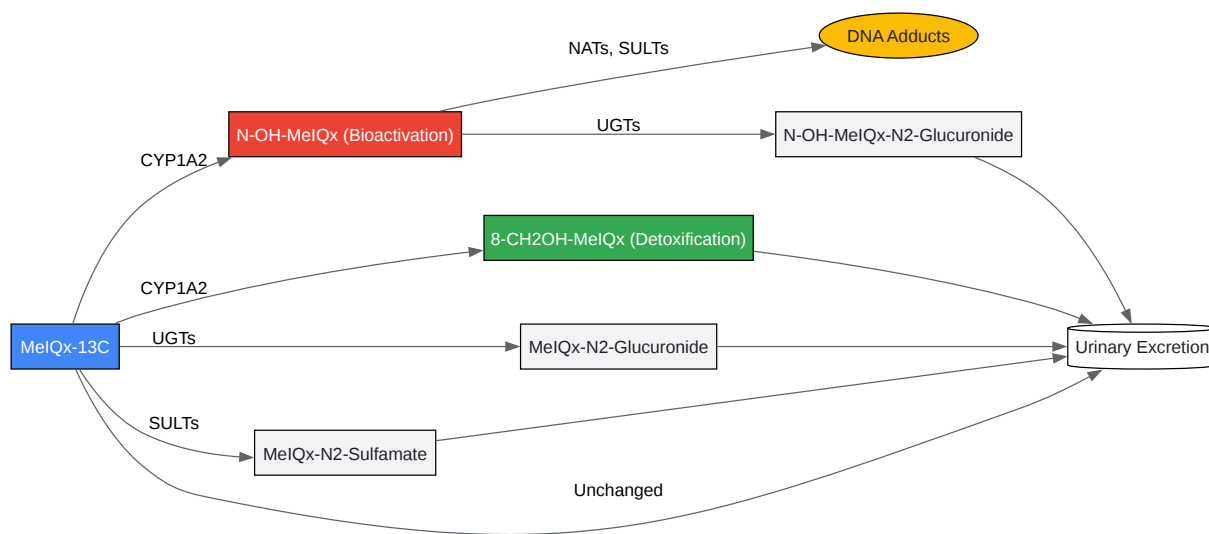 DNA Adducts
NATs, SULTs
N-OH-MeIQx (Bioactivation)
UGTs
N-OH-MeIQx-N2-Glucuronide
CYP1A2
8-CH2OH-MeIQx (Detoxification)
CYP1A2
MeIQx-13C
UGTs
MeIQx-N2-Glucuronide
Urinary Excretion
SULTs
MeIQx-N2-Sulfamate
Unchanged